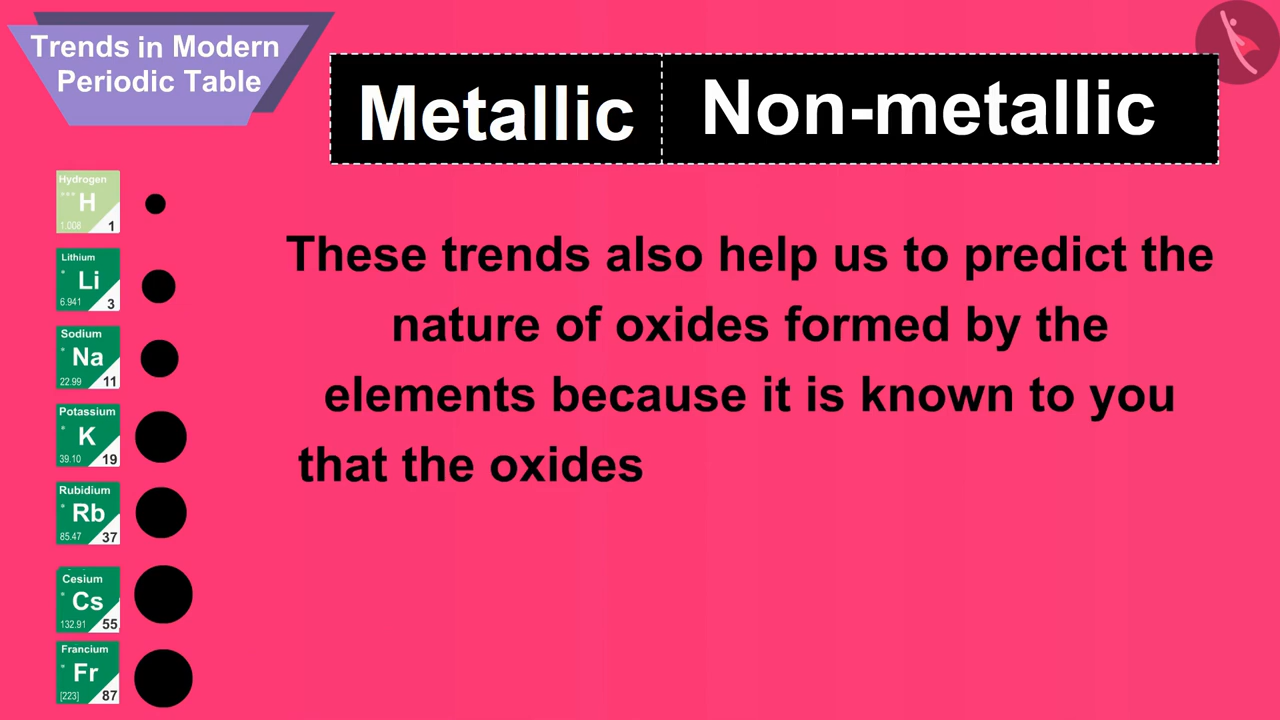 Trends in Modern
Periodic Table
Metallic
Non-metallic
Hydrogen
*** H
1.008 1
Lithium
* Li
6.941 3
Sodium
* Na
22.99 11
Potassium
* K
39.10 19
Rubidium
* Rb
85.47 37
Cesium
* Cs
132.91 55
Francium
* Fr
[223] 87
These trends also help us to predict the
nature of oxides formed by the
elements because it is known to you
that the oxides